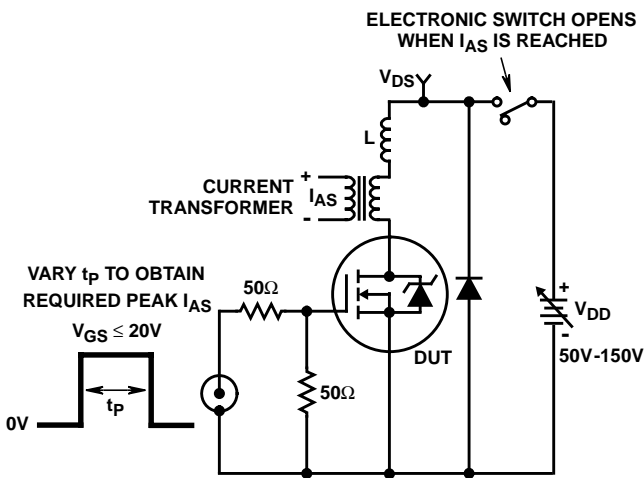 ELECTRONIC SWITCH OPENS
WHEN IAS IS REACHED
VDS
L
+
CURRENT
TRANSFORMER
IAS
-
VARY tP TO OBTAIN
REQUIRED PEAK IAS
50Ω
+
VDD
-
VGS ≤ 20V
DUT
50V-150V
50Ω
tP
0V